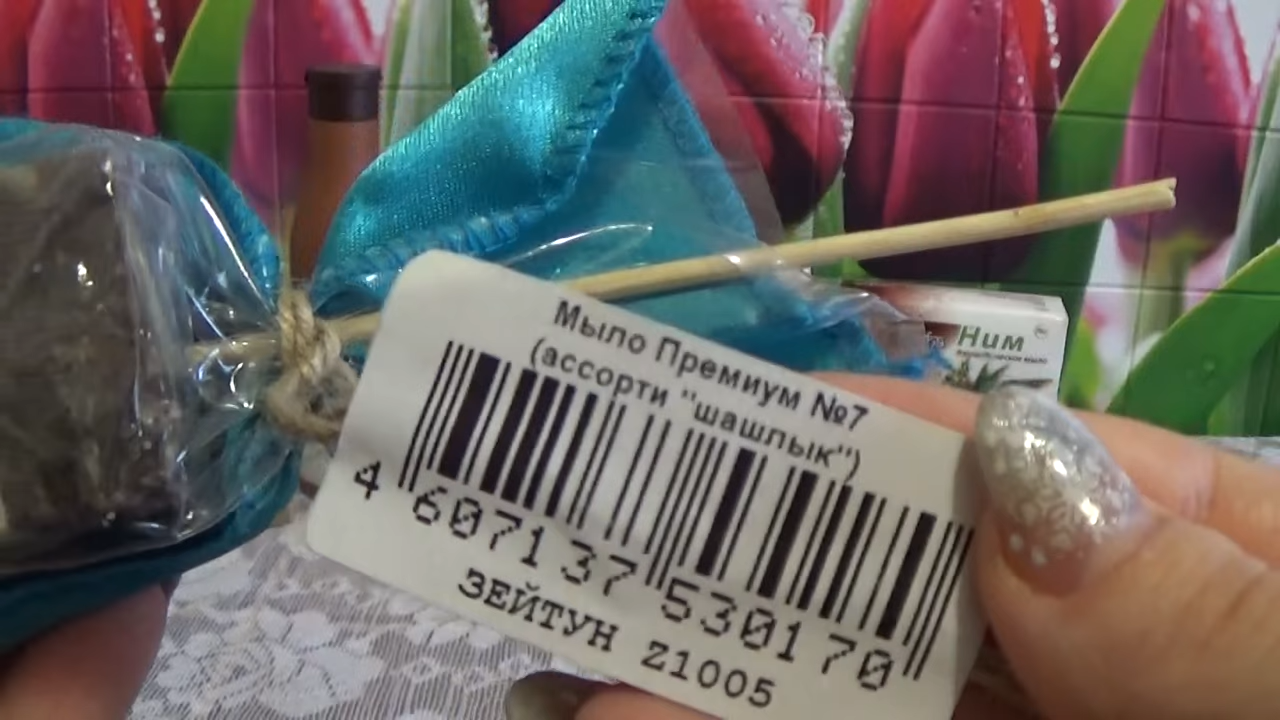 Мыло Премиум №7
(ассорти "шашлык")
4 607137 530170
ЗЕЙТУН Z1005
Ним